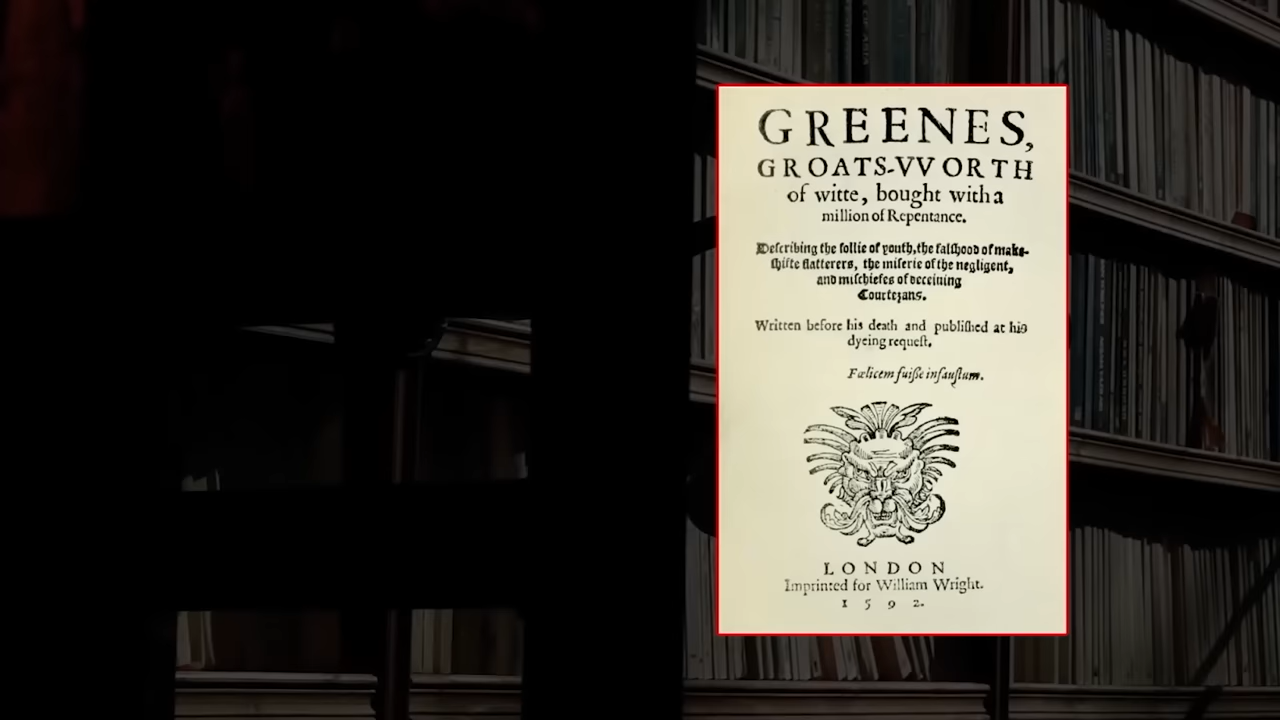 GREENES,
GROATS-VVORTH
of witte, bought with a
million of Repentance.
Deſcribing the follie of youth, the falſhood of make-
ſhifte flatterers, the miſerie of the negligent,
and miſchiefes of deceiuing
Courtezans.
Written before his death and publiſhed at his
dyeing requeſt.
Fœlicem fuiſſe infauſtum.
LONDON
Imprinted for William Wright.
1592.